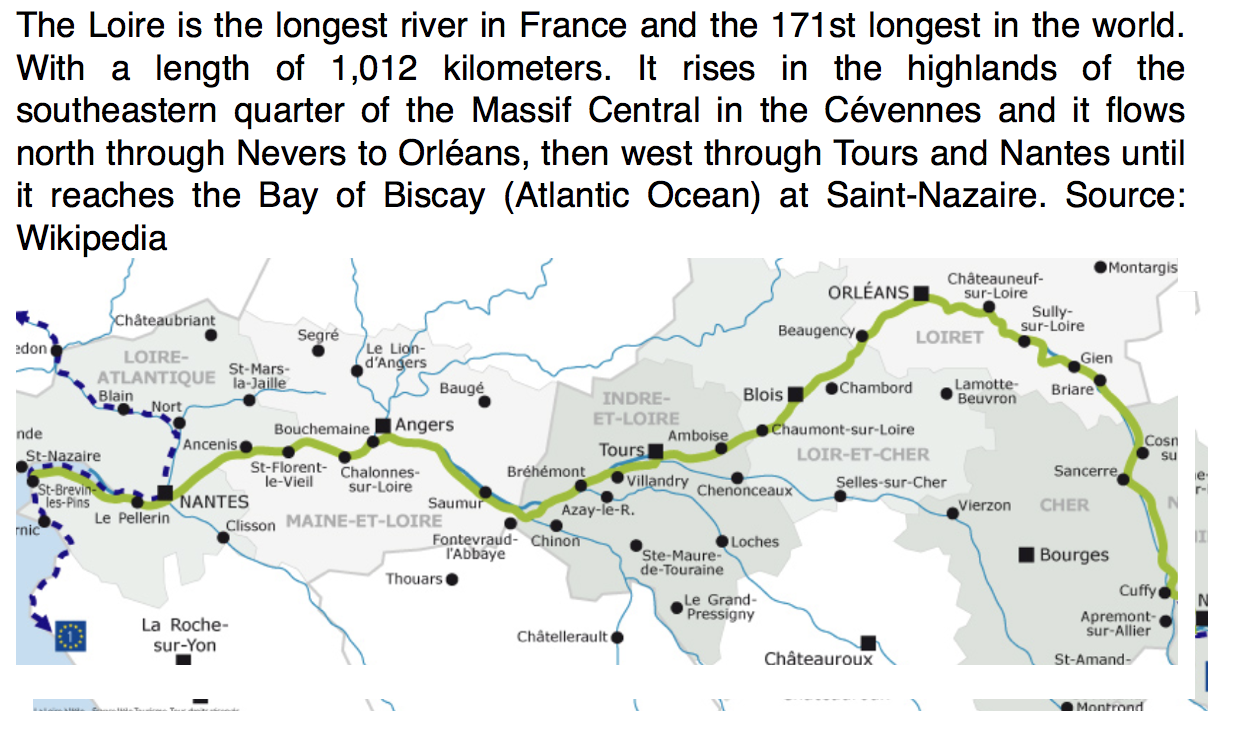 The Loire is the longest river in France and the 171st longest in the world.
With a length of 1,012 kilometers. It rises in the highlands of the
southeastern quarter of the Massif Central in the Cévennes and it flows
north through Nevers to Orléans, then west through Tours and Nantes until
it reaches the Bay of Biscay (Atlantic Ocean) at Saint-Nazaire. Source:
Wikipedia
Montargis
Châteauneuf-
sur-Loire
ORLÉANS
Sully-
sur-Loire
Châteaubriant
Beaugency
LOIRET
Segré
Le Lion-
d'Angers
edon
LOIRE-
ATLANTIQUE
Gien
St-Mars-
la-Jaille
Baugé
Briare
Chambord
Lamotte-
Beuvron
Blois
Blain
Nort
INDRE-
ET-LOIRE
Bouchemaine
Angers
Chaumont-sur-Loire
nde
Ancenis
Amboise
Cosn
su
St-Nazaire
Tours
LOIR-ET-CHER
St-Florent-
le-Vieil
Chalonnes-
sur-Loire
Bréhémont
Villandry
Chenonceaux
Selles-sur-Cher
Sancerre
St-Brevin-
les-Pins
NANTES
Saumur
Azay-le-R.
Vierzon
CHER
N
Le Pellerin
MAINE-ET-LOIRE
Clisson
rnic
Fontevraud-
l'Abbaye
Chinon
Loches
Ste-Maure-
de-Touraine
Bourges
Thouars
Cuffy
Le Grand-
Pressigny
N
La Roche-
sur-Yon
1
Châtellerault
Apremont-
sur-Allier
Châteauroux
St-Amand-
Montrond